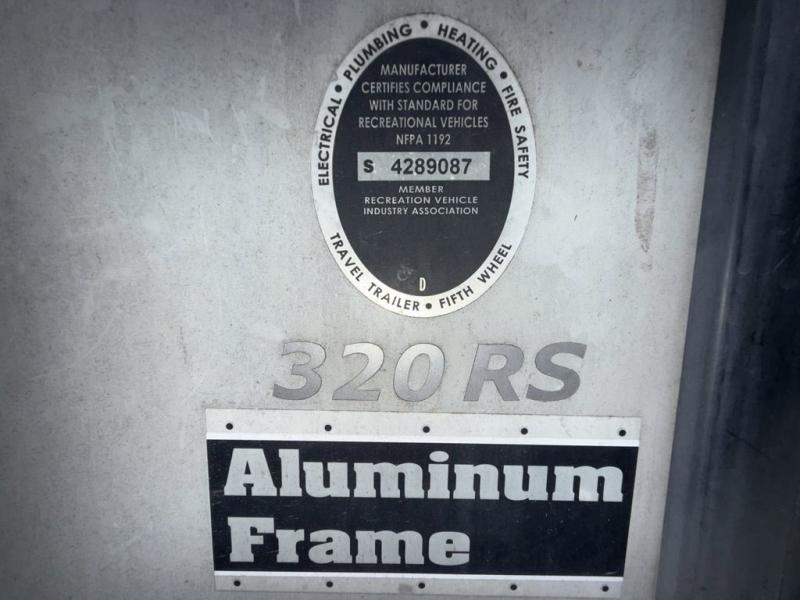 ELECTRICAL • PLUMBING • HEATING • FIRE SAFETY
MANUFACTURER
CERTIFIES COMPLIANCE
WITH STANDARD FOR
RECREATIONAL VEHICLES
NFPA 1192
S 4289087
MEMBER
RECREATION VEHICLE
INDUSTRY ASSOCIATION
D
TRAVEL TRAILER • FIFTH WHEEL
320 RS
Aluminum
Frame